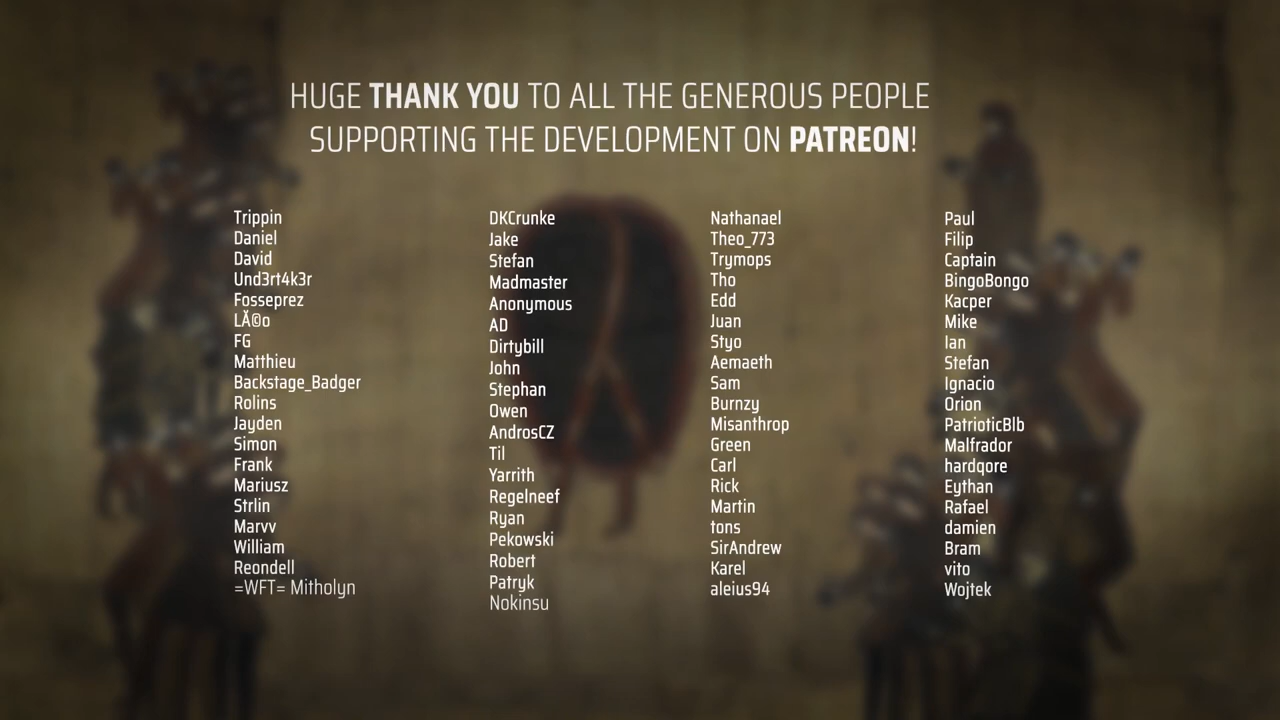 HUGE THANK YOU TO ALL THE GENEROUS PEOPLE
SUPPORTING THE DEVELOPMENT ON PATREON!
Trippin
Daniel
David
Und3rt4k3r
Fosseprez
LĂ©o
FG
Matthieu
Backstage_Badger
Rolins
Jayden
Simon
Frank
Mariusz
Strlin
Marvv
William
Reondell
=WFT= Mitholyn
DKCrunke
Jake
Stefan
Madmaster
Anonymous
AD
Dirtybill
John
Stephan
Owen
AndrosCZ
Til
Yarrith
Regelneef
Ryan
Pekowski
Robert
Patryk
Nokinsu
Nathanael
Theo_773
Trymops
Tho
Edd
Juan
Styo
Aemaeth
Sam
Burnzy
Misanthrop
Green
Carl
Rick
Martin
tons
SirAndrew
Karel
aleius94
Paul
Filip
Captain
BingoBongo
Kacper
Mike
Ian
Stefan
Ignacio
Orion
PatrioticBlb
Malfrador
hardqore
Eythan
Rafael
damien
Bram
vito
Wojtek